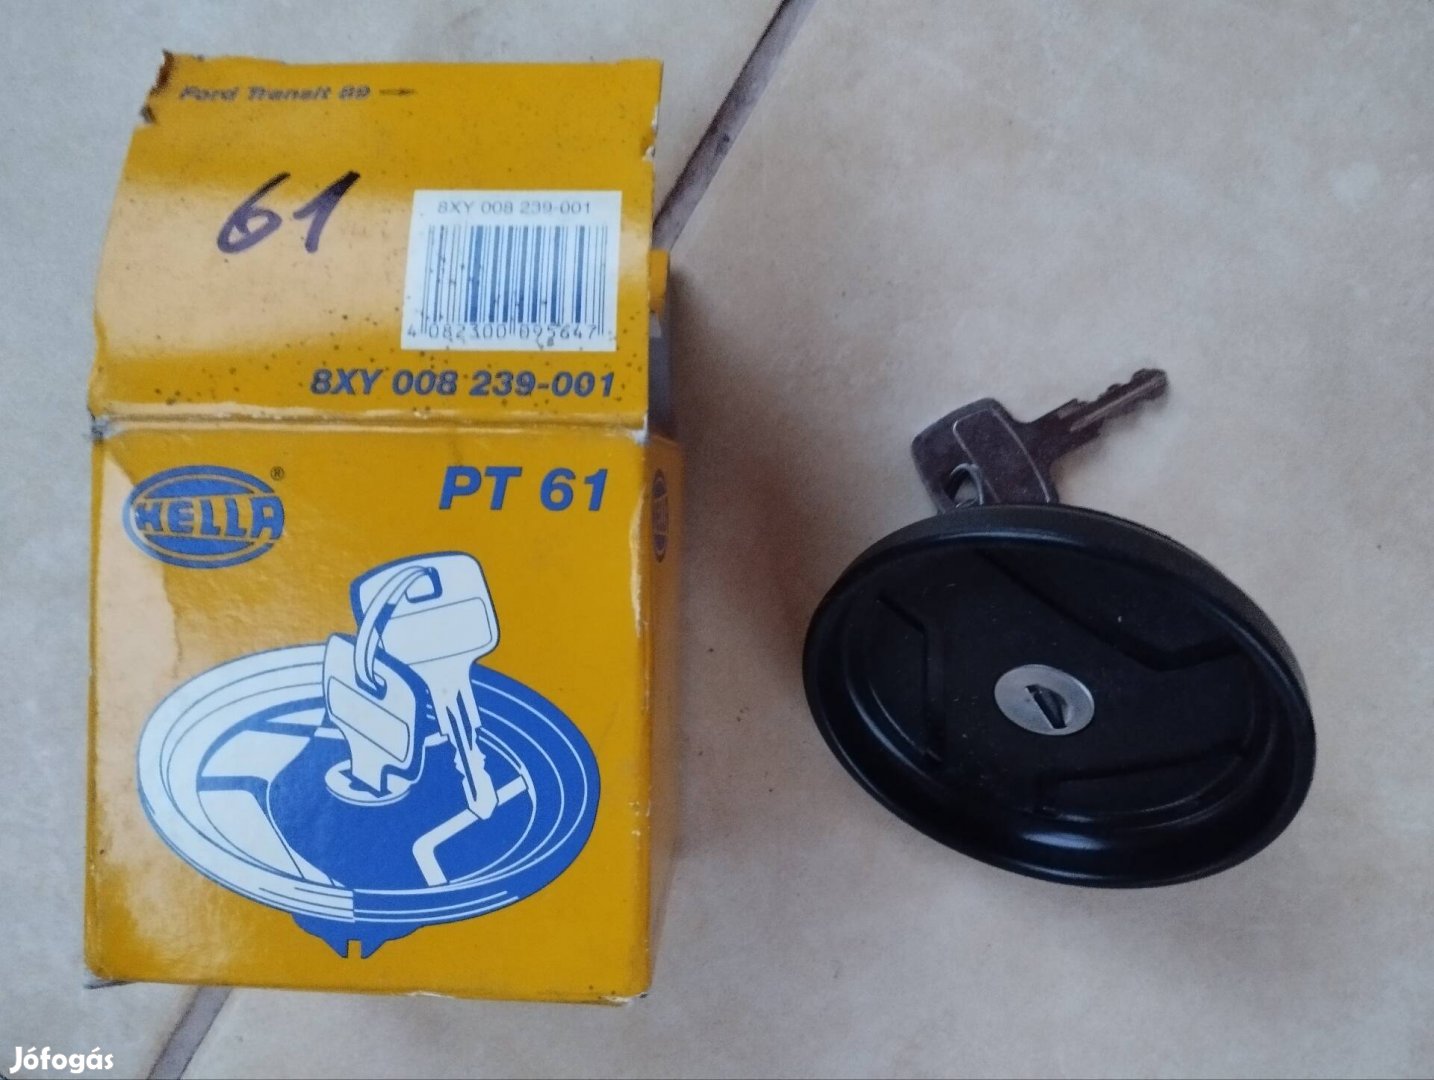 Ford Transit 89 →
61
8XY 008 239-001
4 082300 095647
8XY 008 239-001
HELLA ®
PT 61
Jófogás